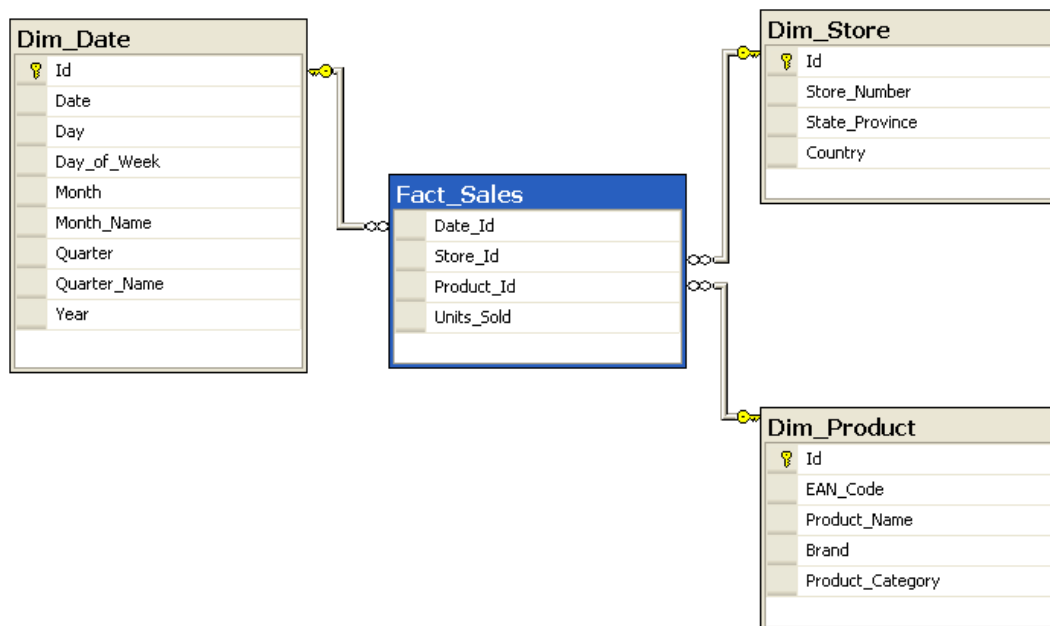 Dim_Date
Id
Date
Day
Day_of_Week
Month
Month_Name
Quarter
Quarter_Name
Year
Fact_Sales
Date_Id
Store_Id
Product_Id
Units_Sold
Dim_Store
Id
Store_Number
State_Province
Country
Dim_Product
Id
EAN_Code
Product_Name
Brand
Product_Category